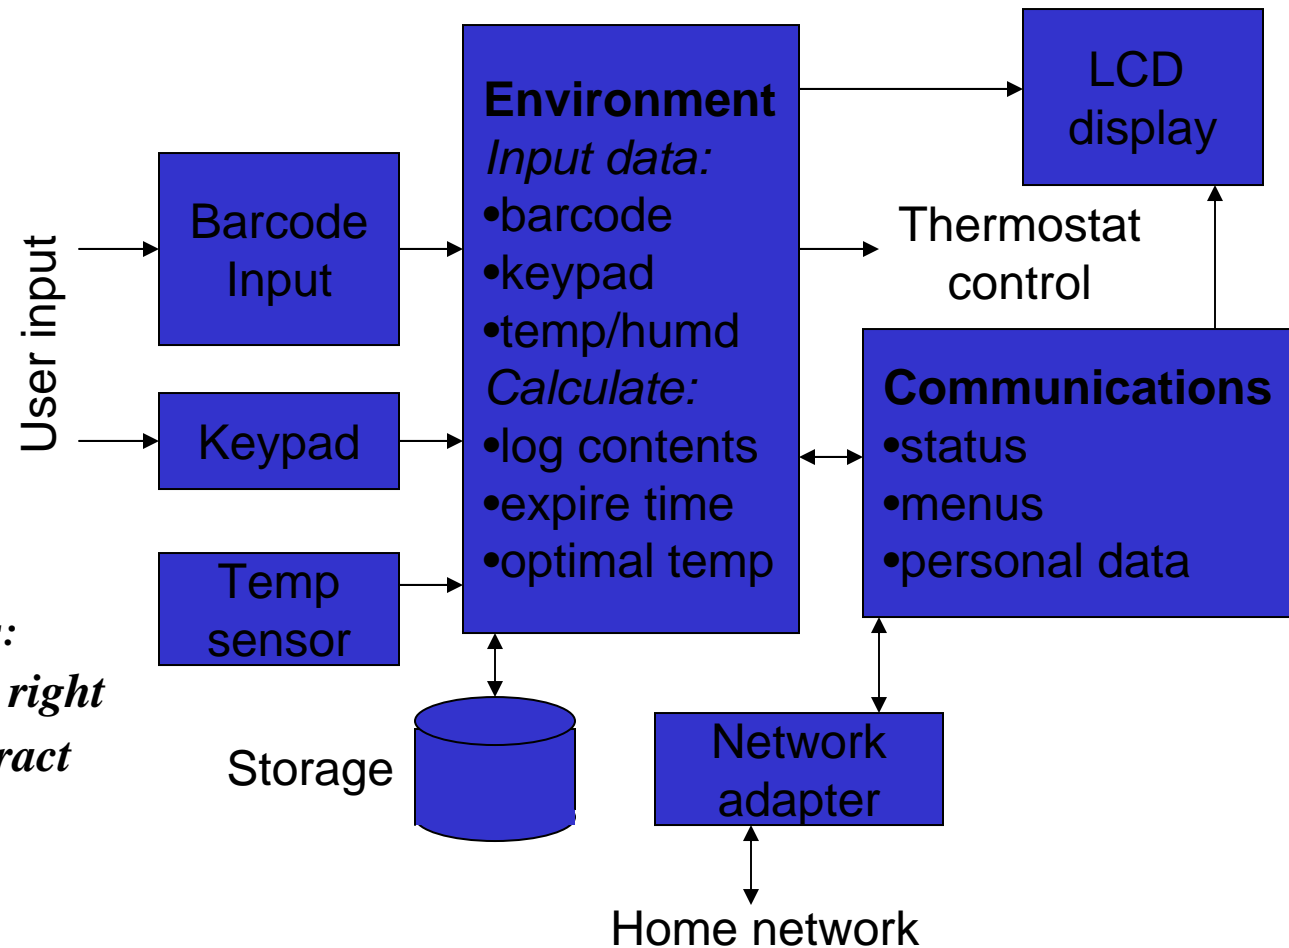 User input
Barcode
Input
Keypad
Temp
sensor
Environment
Input data:
•barcode
•keypad
•temp/humd
Calculate:
•log contents
•expire time
•optimal temp
LCD
display
Thermostat
control
Communications
•status
•menus
•personal data
Storage
Network
adapter
Home network
right